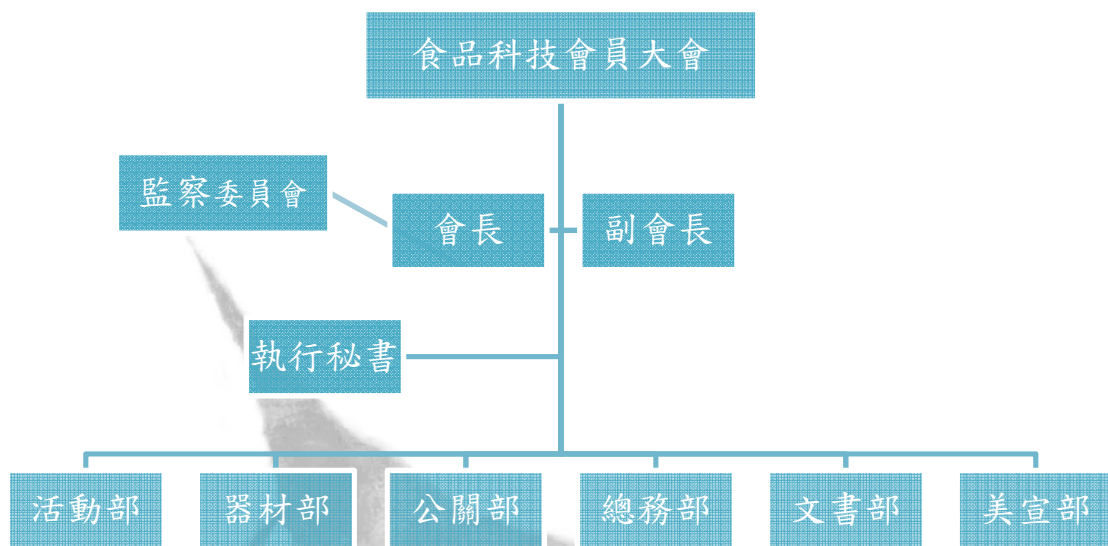 食品科技會員大會
監察委員會
會長
副會長
執行秘書
活動部
器材部
公關部
總務部
文書部
美宣部